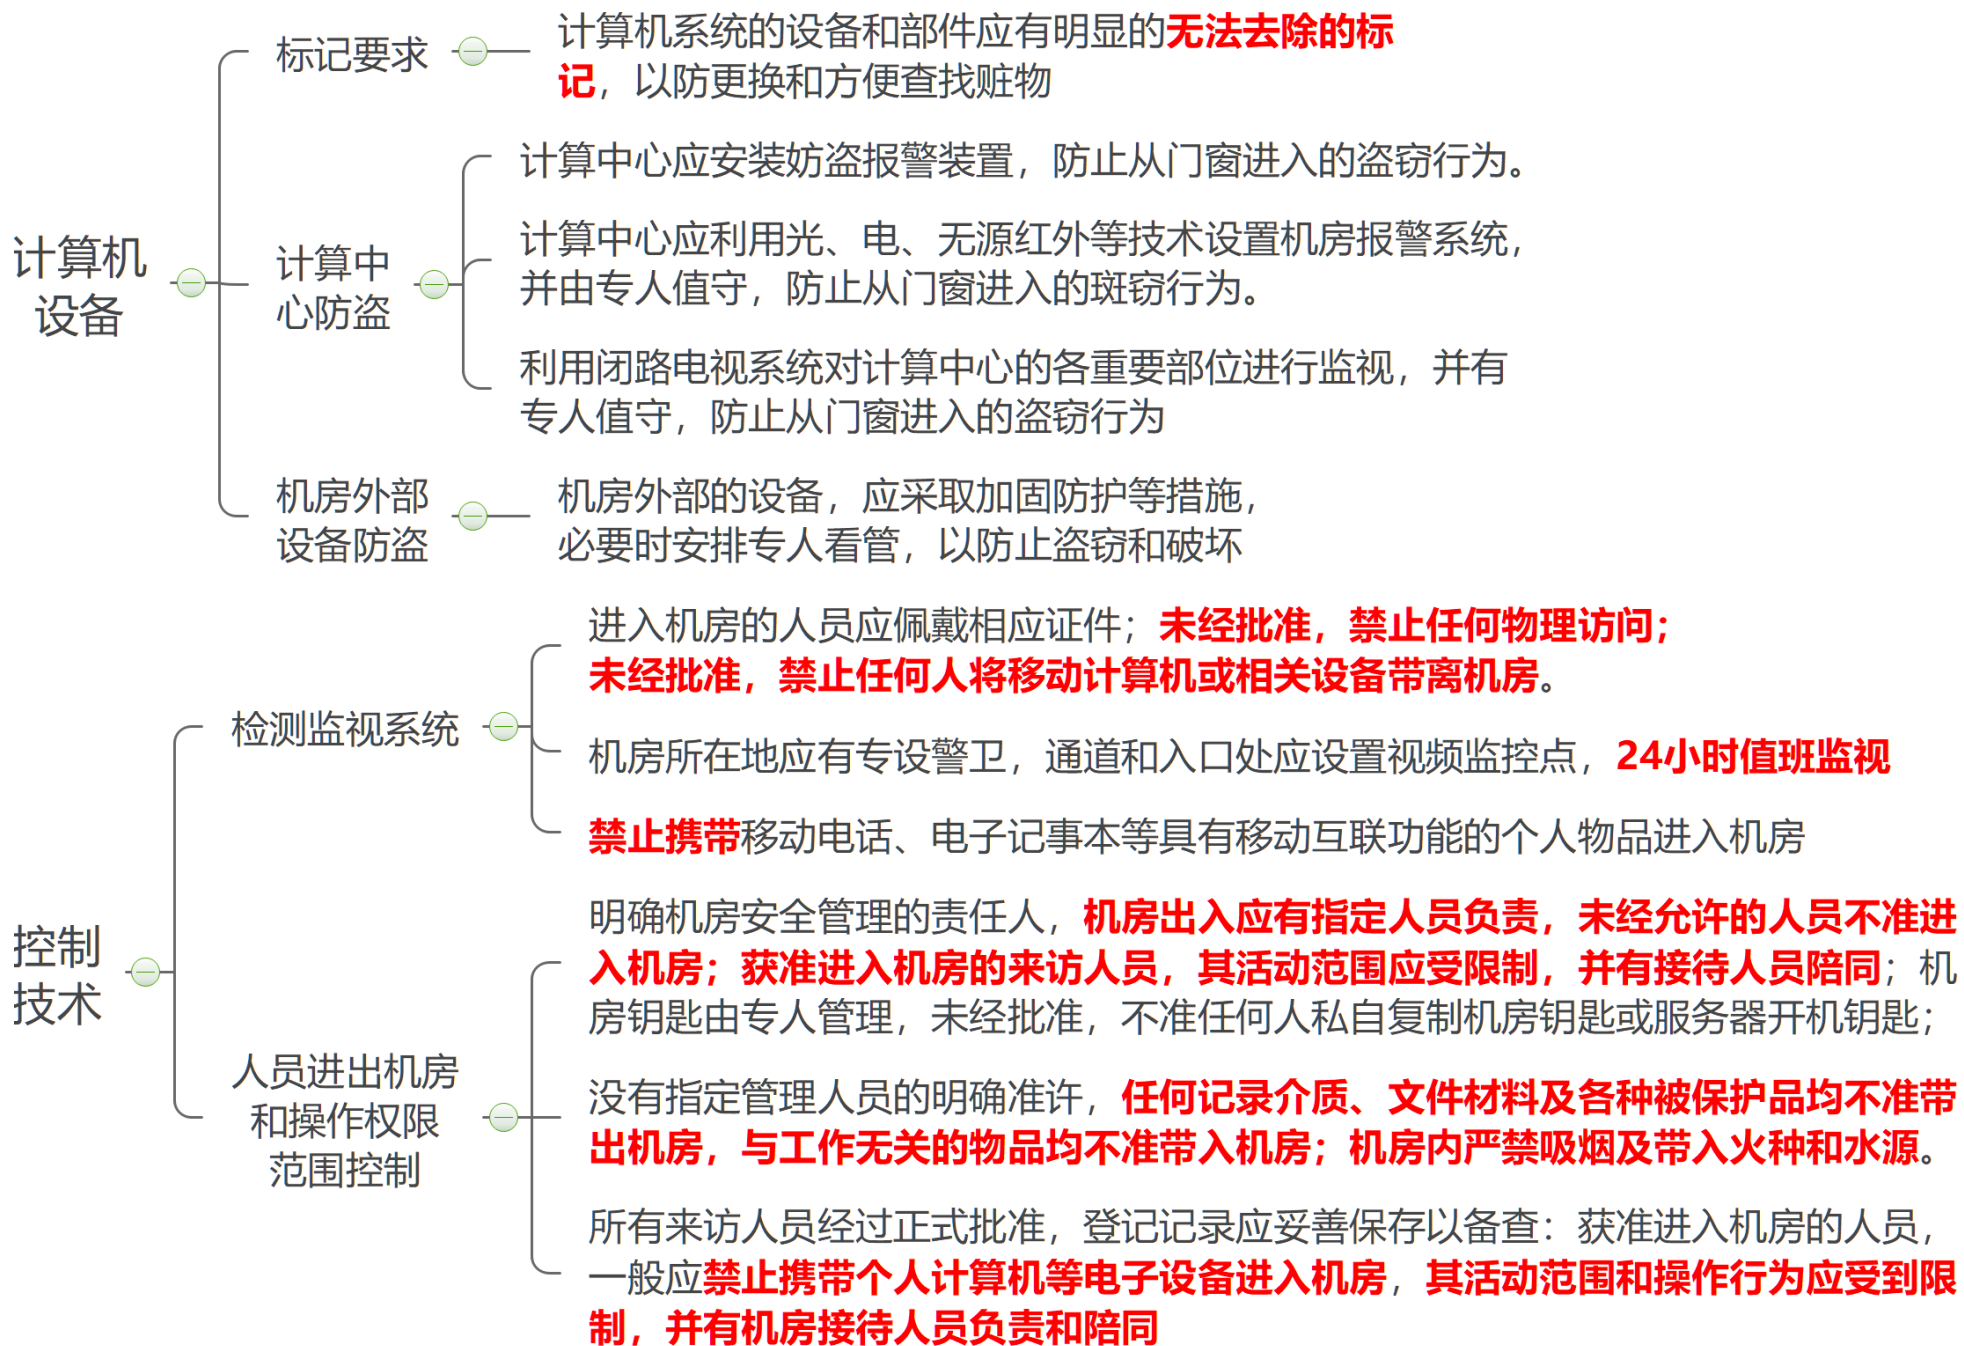 计算机
设备
标记要求
计算机系统的设备和部件应有明显的无法去除的标
记，以防更换和方便查找赃物
计算中
心防盗
计算中心应安装妨盗报警装置，防止从门窗进入的盗窃行为。
计算中心应利用光、电、无源红外等技术设置机房报警系统，
并由专人值守，防止从门窗进入的斑窃行为。
利用闭路电视系统对计算中心的各重要部位进行监视，并有
专人值守，防止从门窗进入的盗窃行为
机房外部
设备防盗
机房外部的设备，应采取加固防护等措施，
必要时安排专人看管，以防止盗窃和破坏
控制
技术
检测监视系统
进入机房的人员应佩戴相应证件；未经批准，禁止任何物理访问；
未经批准，禁止任何人将移动计算机或相关设备带离机房。
机房所在地应有专设警卫，通道和入口处应设置视频监控点，24小时值班监视
禁止携带移动电话、电子记事本等具有移动互联功能的个人物品进入机房
人员进出机房
和操作权限
范围控制
明确机房安全管理的责任人，机房出入应有指定人员负责，未经允许的人员不准进
入机房；获准进入机房的来访人员，其活动范围应受限制，并有接待人员陪同；机
房钥匙由专人管理，未经批准，不准任何人私自复制机房钥匙或服务器开机钥匙；
没有指定管理人员的明确准许，任何记录介质、文件材料及各种被保护品均不准带
出机房，与工作无关的物品均不准带入机房；机房内严禁吸烟及带入火种和水源。
所有来访人员经过正式批准，登记记录应妥善保存以备查：获准进入机房的人员，
一般应禁止携带个人计算机等电子设备进入机房，其活动范围和操作行为应受到限
制，并有机房接待人员负责和陪同